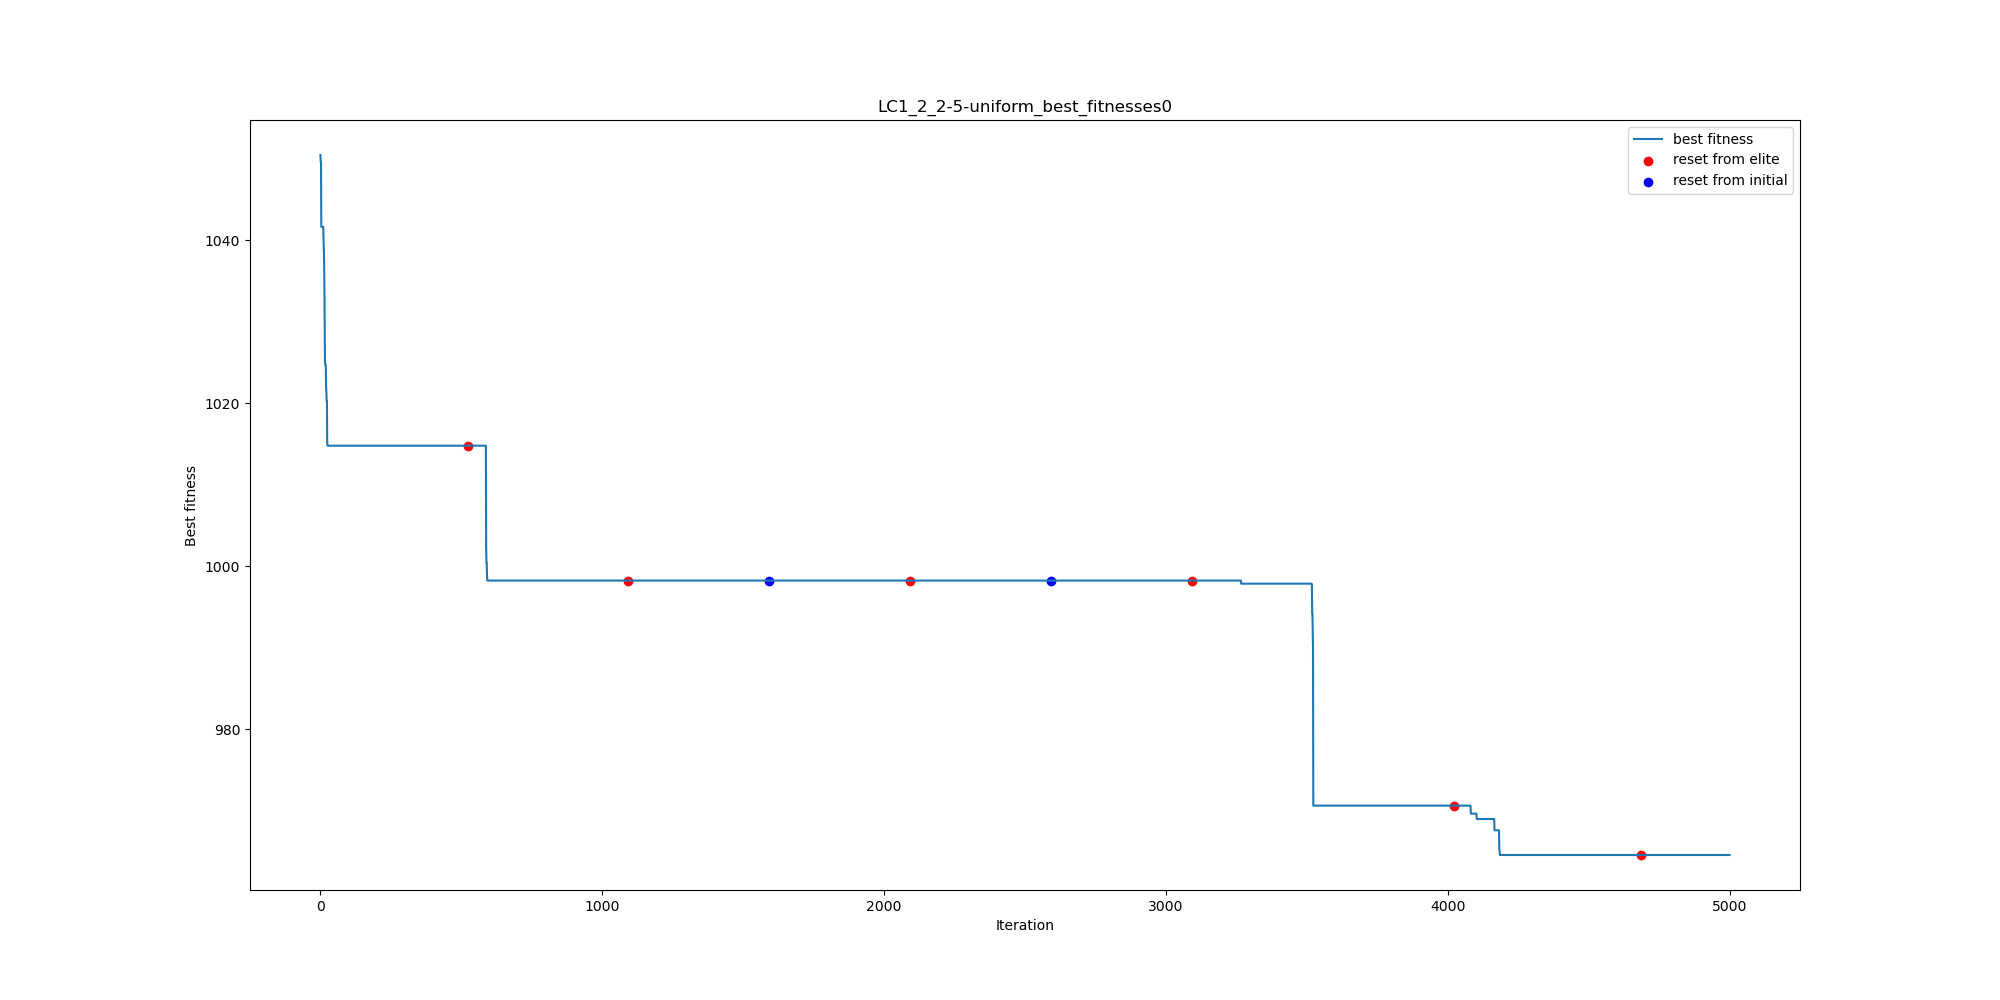 LC1_2_2-5-uniform_best_fitnesses0
best fitness
reset from elite
reset from initial
1040
1020
1000
980
Best fitness
0
1000
2000
3000
4000
5000
Iteration